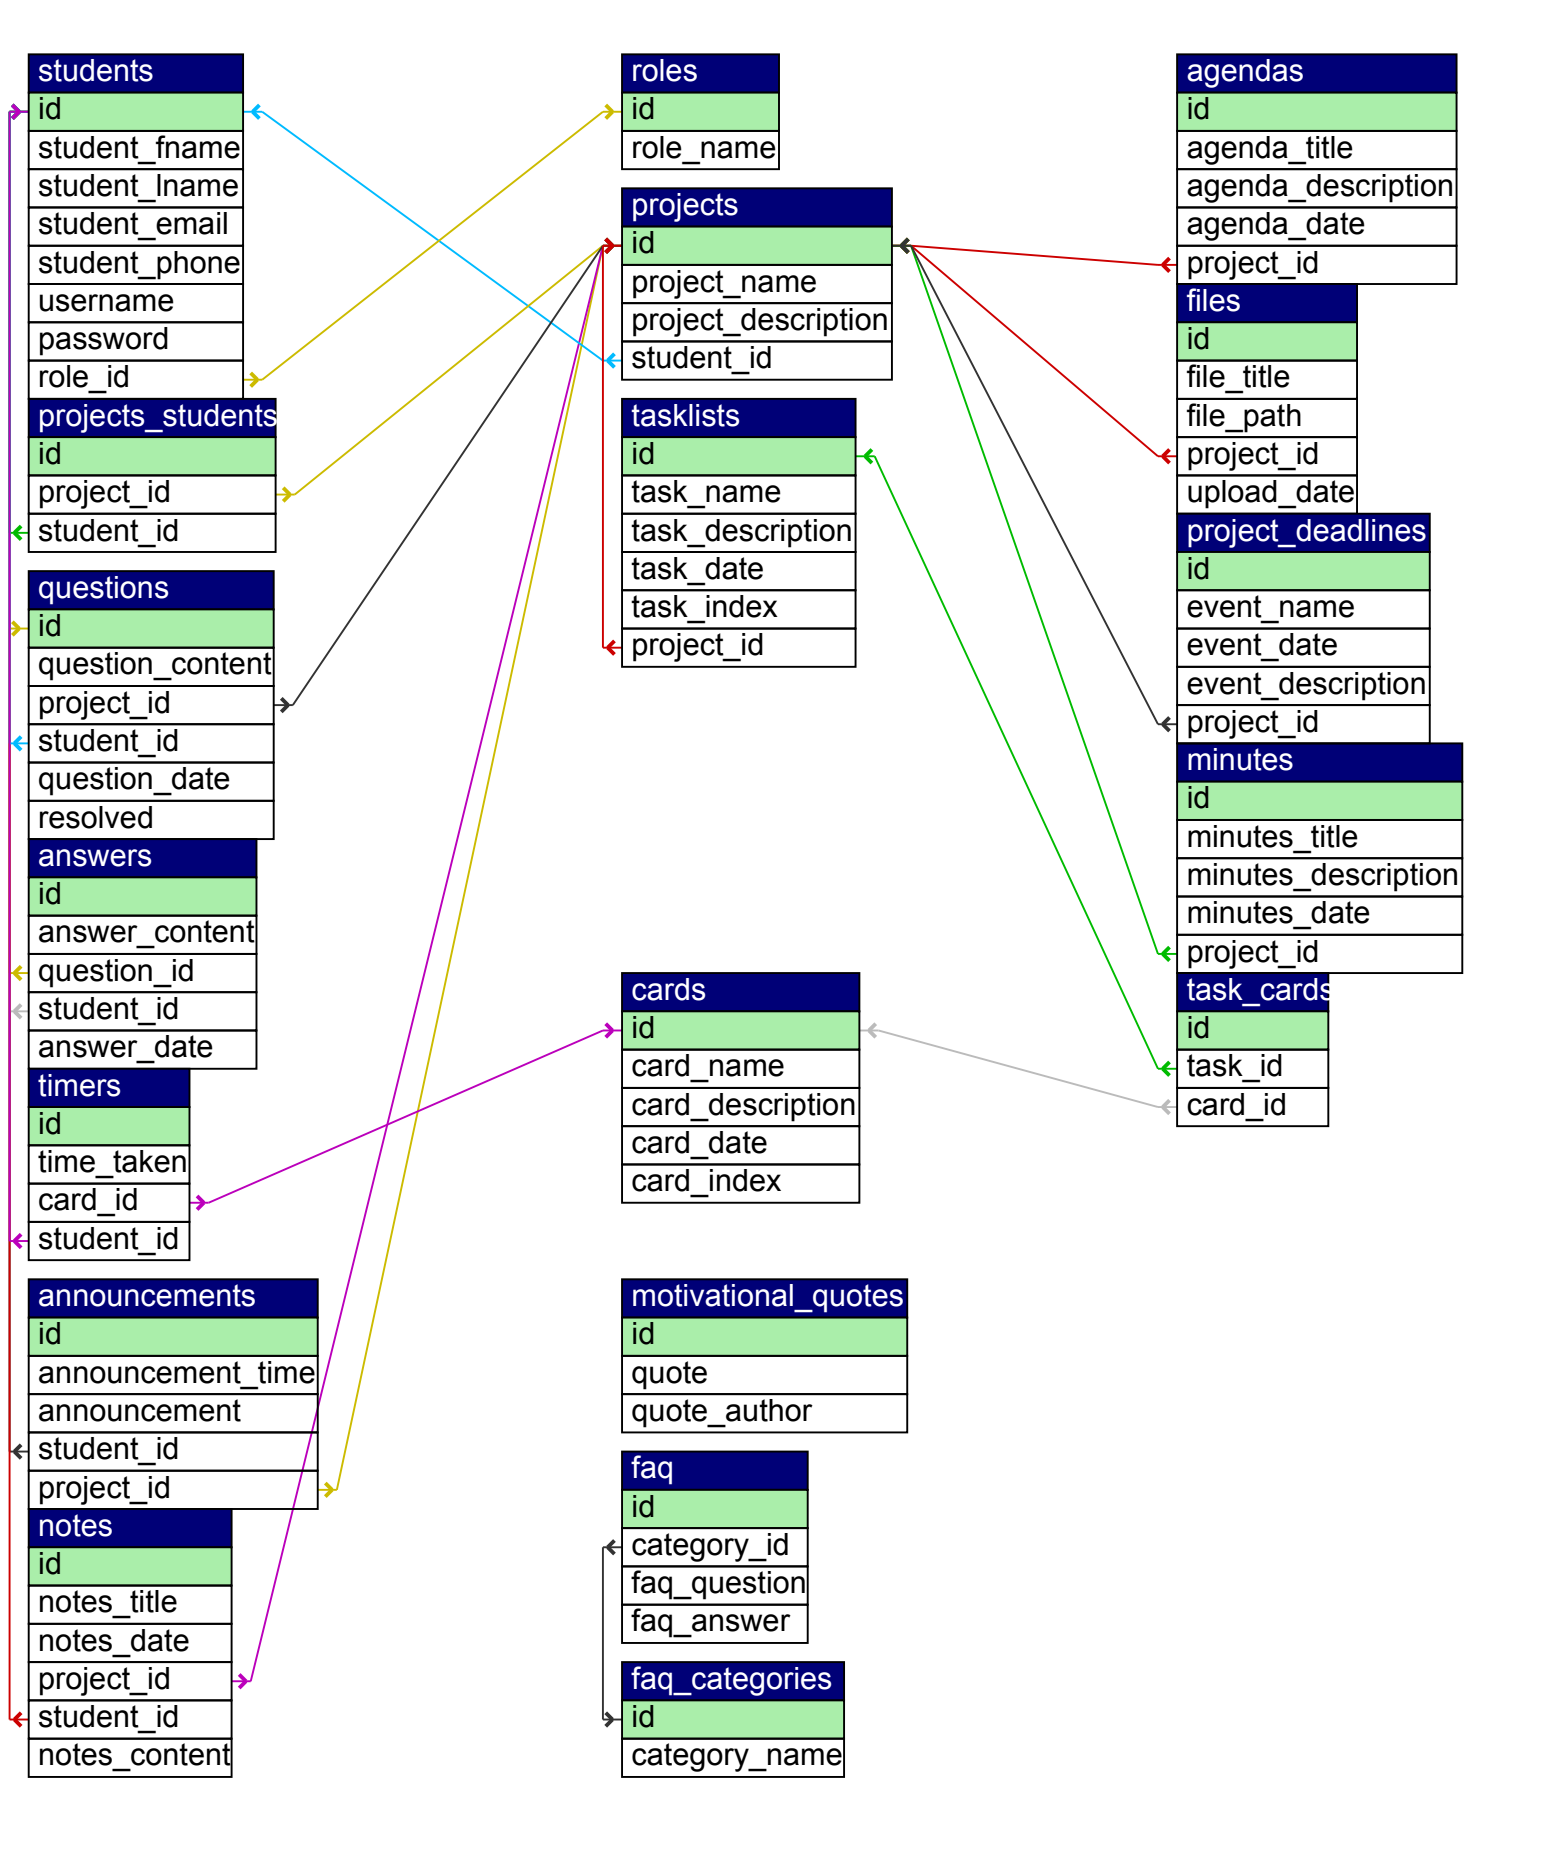 students
id
student_fname
student_lname
student_email
student_phone
username
password
role_id
projects_students
id
project_id
student_id
questions
id
question_content
project_id
student_id
question_date
resolved
answers
id
answer_content
question_id
student_id
answer_date
timers
id
time_taken
card_id
student_id
announcements
id
announcement_time
announcement
student_id
project_id
notes
id
notes_title
notes_date
project_id
student_id
notes_content
roles
id
role_name
projects
id
project_name
project_description
student_id
tasklists
id
task_name
task_description
task_date
task_index
project_id
cards
id
card_name
card_description
card_date
card_index
motivational_quotes
id
quote
quote_author
faq
id
category_id
faq_question
faq_answer
faq_categories
id
category_name
agendas
id
agenda_title
agenda_description
agenda_date
project_id
files
id
file_title
file_path
project_id
upload_date
project_deadlines
id
event_name
event_date
event_description
project_id
minutes
id
minutes_title
minutes_description
minutes_date
project_id
task_cards
id
task_id
card_id